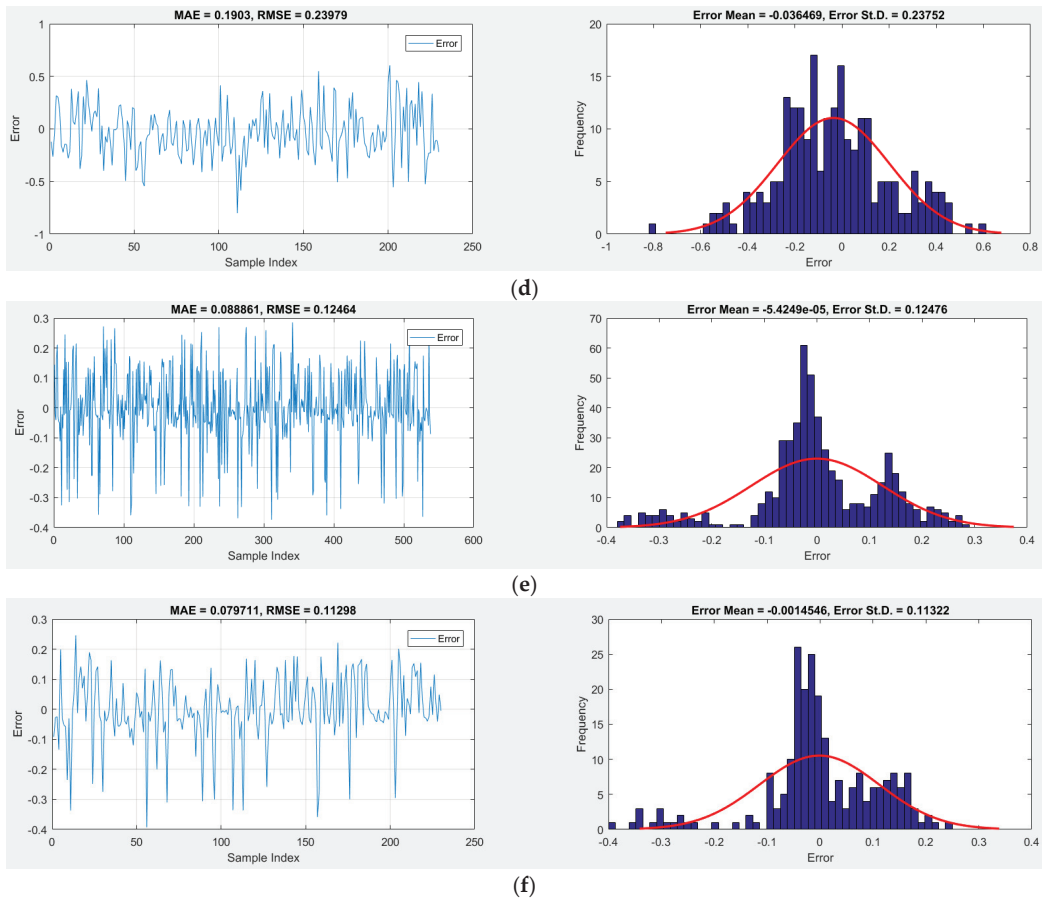 MAE = 0.1903, RMSE = 0.23979
1
0.5
0
-0.5
-1
Error
Error
0 50 100 150 200 250
Sample Index
Error Mean = -0.036469, Error St.D. = 0.23752
20
15
10
5
0
Frequency
-1 -0.8 -0.6 -0.4 -0.2 0 0.2 0.4 0.6 0.8
Error
(d)
MAE = 0.088861, RMSE = 0.12464
0.3
0.2
0.1
0
-0.1
-0.2
-0.3
-0.4
Error
Error
0 100 200 300 400 500 600
Sample Index
Error Mean = -5.4249e-05, Error St.D. = 0.12476
70
60
50
40
30
20
10
0
Frequency
-0.4 -0.3 -0.2 -0.1 0 0.1 0.2 0.3 0.4
Error
(e)
MAE = 0.079711, RMSE = 0.11298
0.3
0.2
0.1
0
-0.1
-0.2
-0.3
-0.4
Error
Error
0 50 100 150 200 250
Sample Index
Error Mean = -0.0014546, Error St.D. = 0.11322
30
25
20
15
10
5
0
Frequency
-0.4 -0.3 -0.2 -0.1 0 0.1 0.2 0.3 0.4
Error
(f)